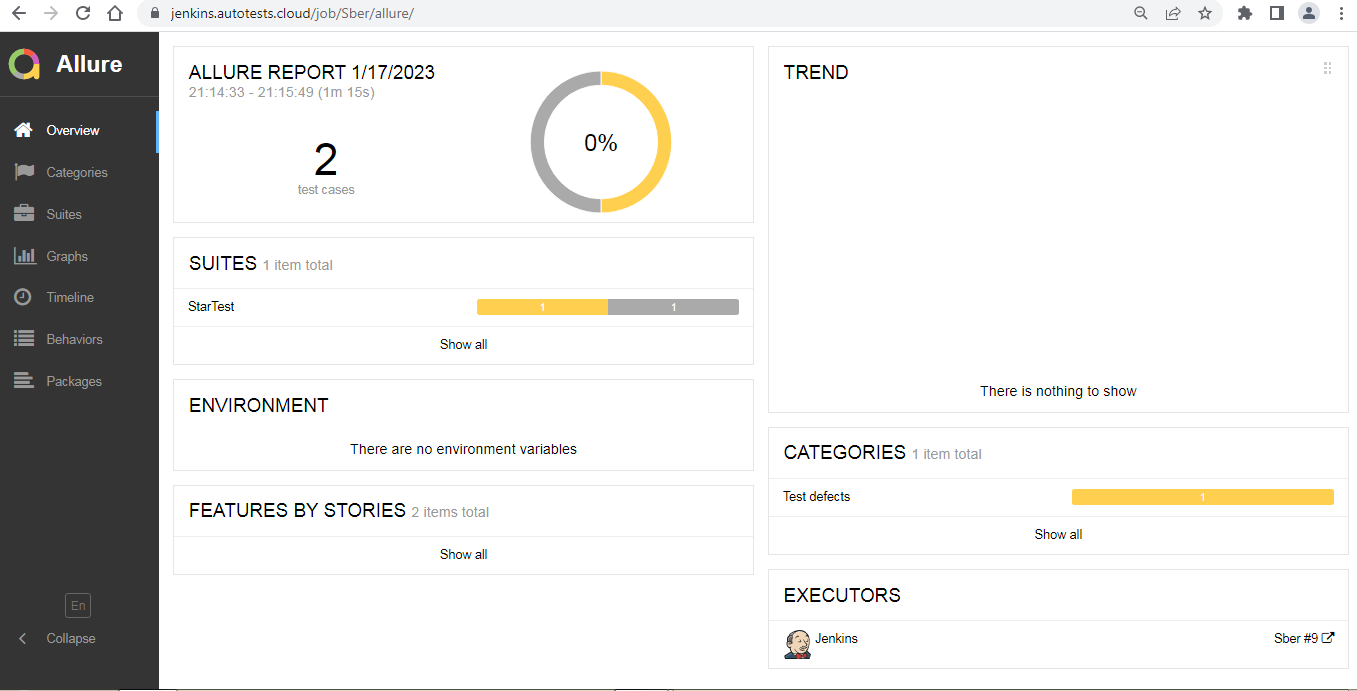 jenkins.autotests.cloud/job/Sber/allure/
Allure
Overview
Categories
Suites
Graphs
Timeline
Behaviors
Packages
En
Collapse
ALLURE REPORT 1/17/2023
21:14:33 - 21:15:49 (1m 15s)
2
test cases
0%
SUITES 1 item total
StarTest 1 1
Show all
ENVIRONMENT
There are no environment variables
FEATURES BY STORIES 2 items total
Show all
TREND
There is nothing to show
CATEGORIES 1 item total
Test defects 1
Show all
EXECUTORS
Jenkins Sber #9